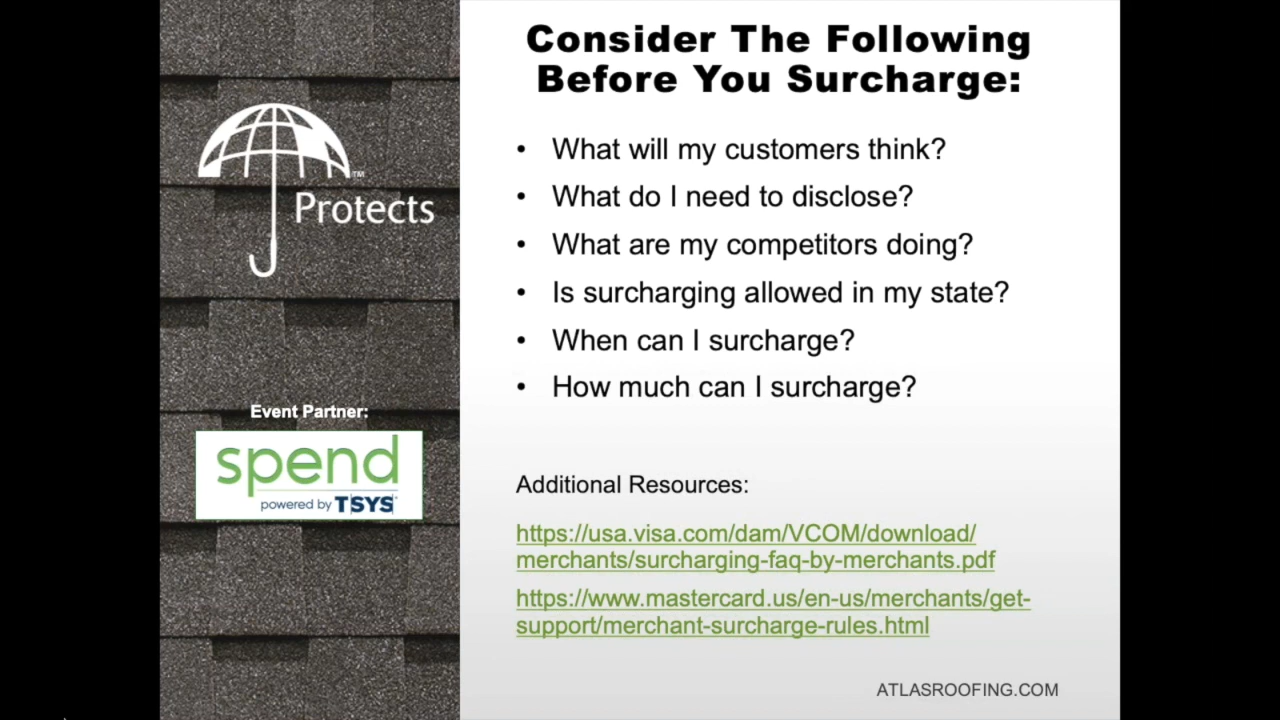 Consider The Following
Before You Surcharge:
• What will my customers think?
• What do I need to disclose?
• What are my competitors doing?
• Is surcharging allowed in my state?
• When can I surcharge?
• How much can I surcharge?
Additional Resources:
https://usa.visa.com/dam/VCOM/download/
merchants/surcharging-faq-by-merchants.pdf
https://www.mastercard.us/en-us/merchants/get-
support/merchant-surcharge-rules.html
ATLASROOFING.COM
TM
Protects
Event Partner:
spend
powered by TSYS®